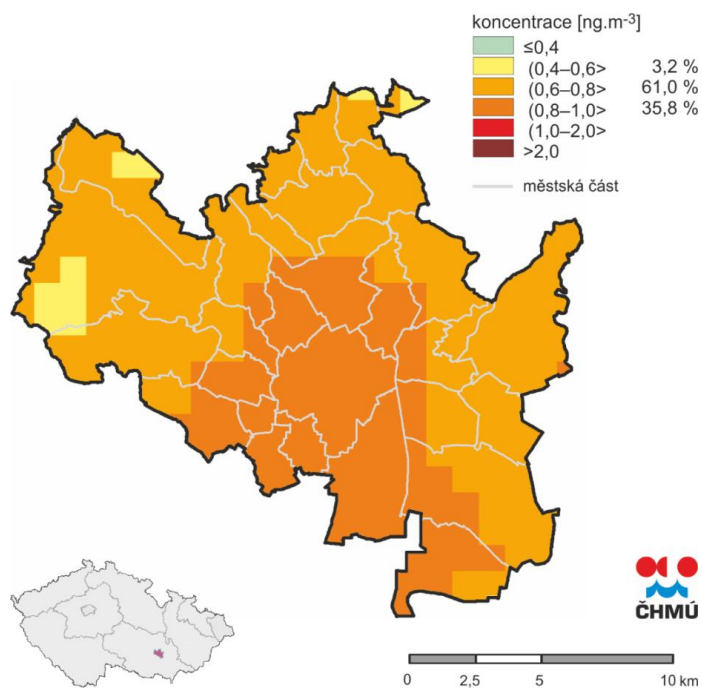 koncentrace [ng.m-3]
≤0,4
(0,4–0,6> 3,2 %
(0,6–0,8> 61,0 %
(0,8–1,0> 35,8 %
(1,0–2,0>
>2,0
městská část
ČHMÚ
0 2,5 5 10 km